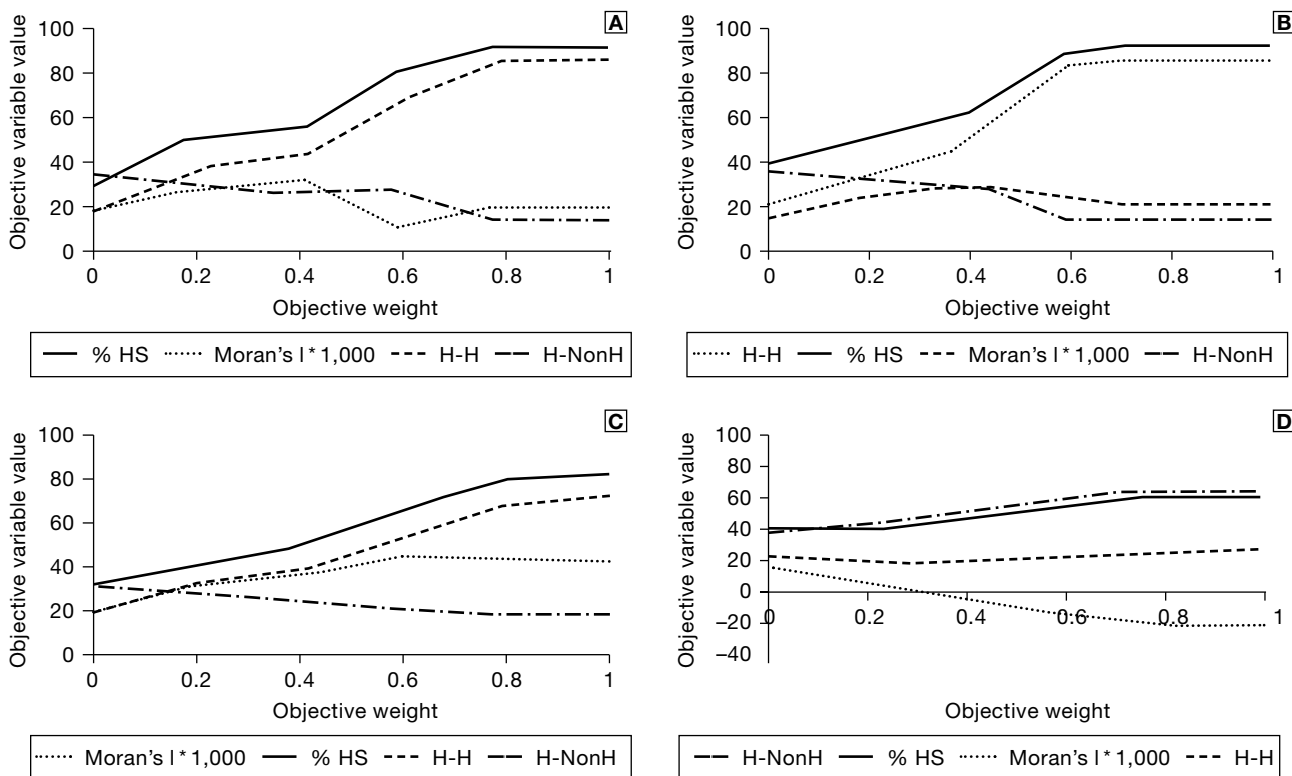 A
Objective variable value
100
80
60
40
20
0
0 0.2 0.4 0.6 0.8 1
Objective weight
% HS Moran's I * 1,000 H-H H-NonH
B
Objective variable value
100
80
60
40
20
0
0 0.2 0.4 0.6 0.8 1
Objective weight
H-H % HS Moran's I * 1,000 H-NonH
C
Objective variable value
100
80
60
40
20
0
0 0.2 0.4 0.6 0.8 1
Objective weight
Moran's I * 1,000 % HS H-H H-NonH
D
Objective variable value
100
80
60
40
20
0
−20
−40
0 0.2 0.4 0.6 0.8 1
Objective weight
H-NonH % HS Moran's I * 1,000 H-H